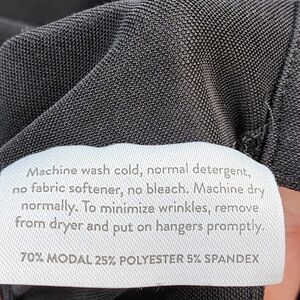 Machine wash cold, normal detergent,
no fabric softener, no bleach. Machine dry
normally. To minimize wrinkles, remove
from dryer and put on hangers promptly.
70% MODAL 25% POLYESTER 5% SPANDEX